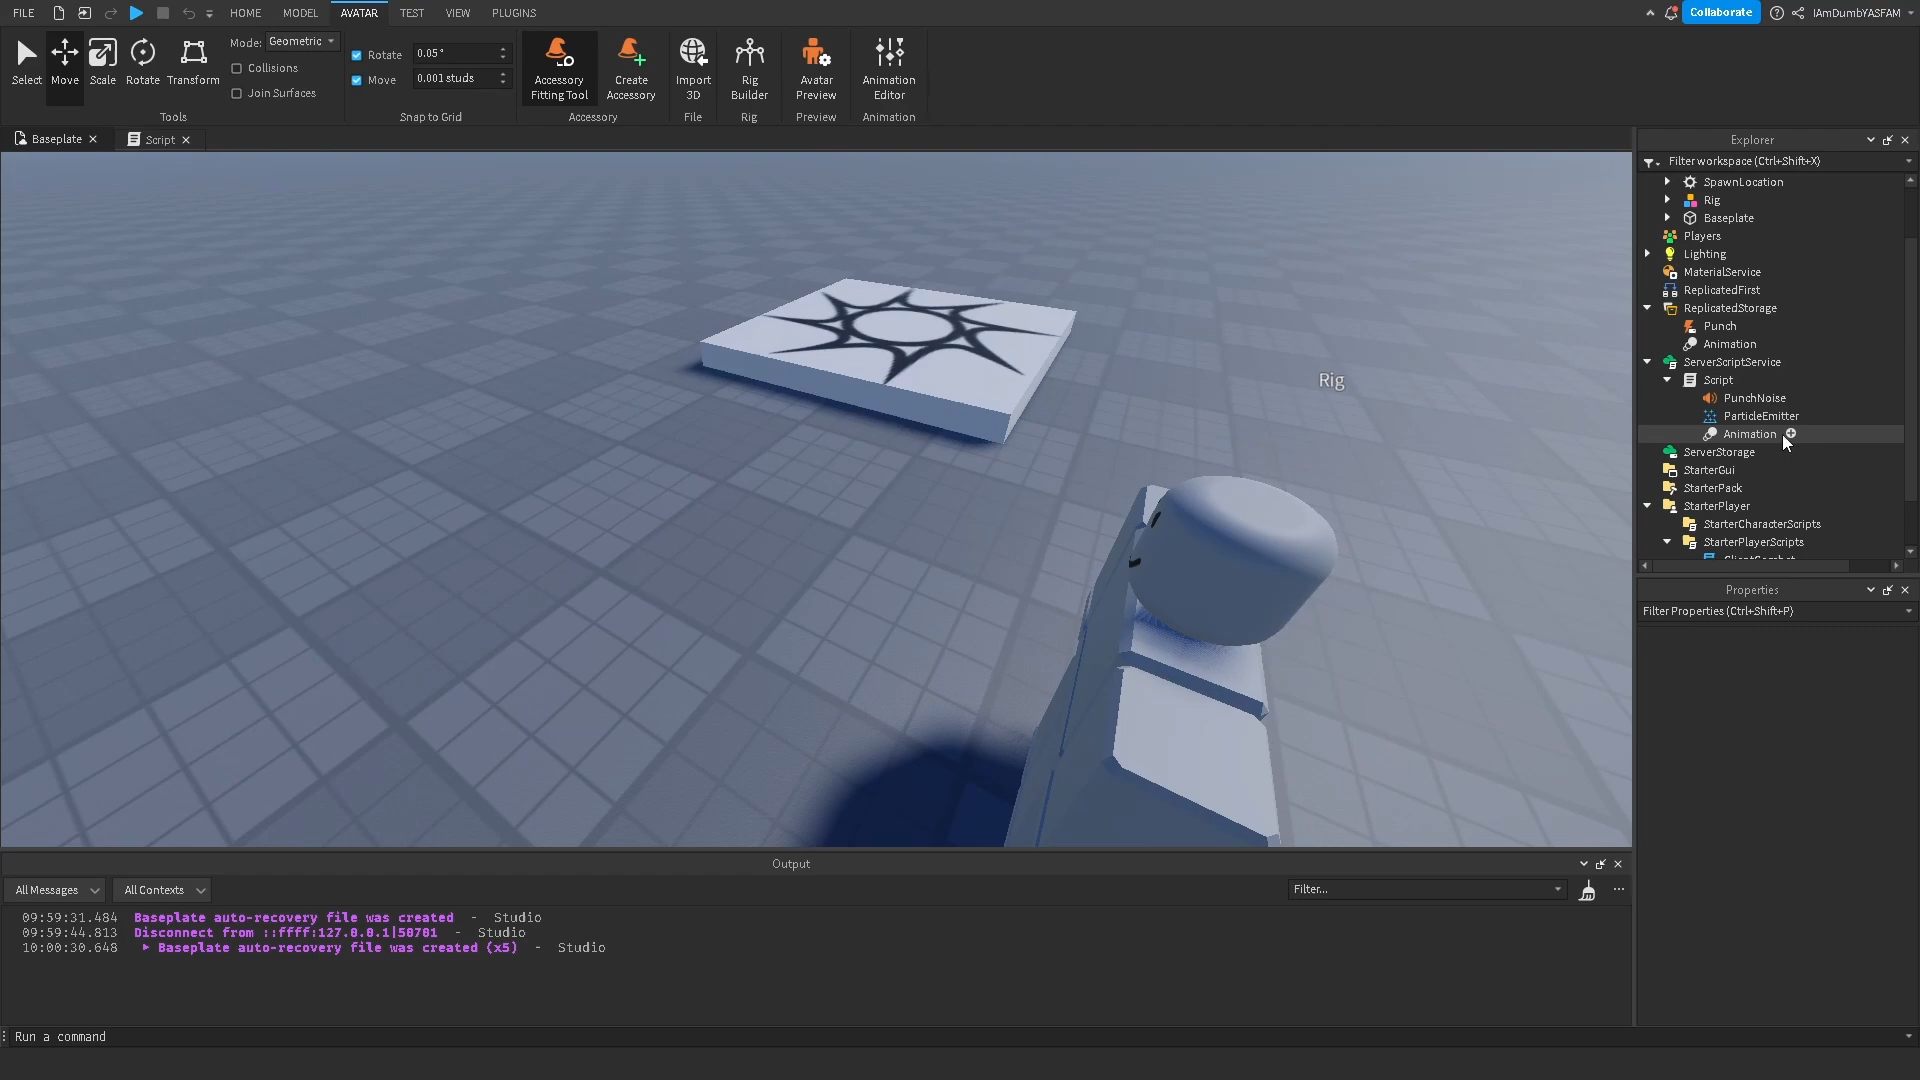 FILE HOME MODEL AVATAR TEST VIEW PLUGINS Collaborate IAmDumbYASFAM
Select Move Scale Rotate Transform
Mode: Geometric
Collisions
Join Surfaces
Tools
Rotate 0.05°
Move 0.001 studs
Snap to Grid
Accessory Fitting Tool
Create Accessory
Accessory
Import 3D
File
Rig Builder
Rig
Avatar Preview
Preview
Animation Editor
Animation
Baseplate Script
Rig
Explorer
Filter workspace (Ctrl+Shift+X)
SpawnLocation
Rig
Baseplate
Players
Lighting
MaterialService
ReplicatedFirst
ReplicatedStorage
Punch
Animation
ServerScriptService
Script
PunchNoise
ParticleEmitter
Animation
ServerStorage
StarterGui
StarterPack
StarterPlayer
StarterCharacterScripts
StarterPlayerScripts
Properties
Filter Properties (Ctrl+Shift+P)
Output
All Messages All Contexts Filter...
09:59:31.484 Baseplate auto-recovery file was created - Studio
09:59:44.813 Disconnect from ::ffff:127.0.0.1|50701 - Studio
10:00:30.648 Baseplate auto-recovery file was created (x5) - Studio
Run a command